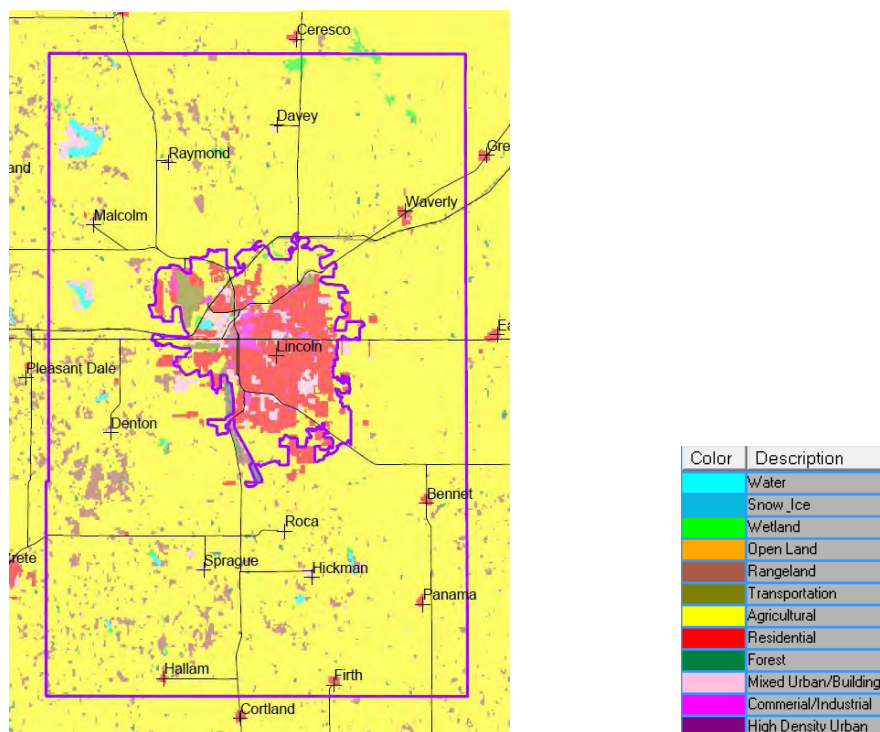 Ceresco
Davey
Gre
Raymond
and
Waverly
Malcolm
Lincoln
Ea
Pleasant Dale
Denton
Bennet
Roca
rete
Sprague
Hickman
Panama
Hallam
Firth
Cortland
Color Description
Water
Snow_Ice
Wetland
Open Land
Rangeland
Transportation
Agricultural
Residential
Forest
Mixed Urban/Building
Commerial/Industrial
High Density Urban